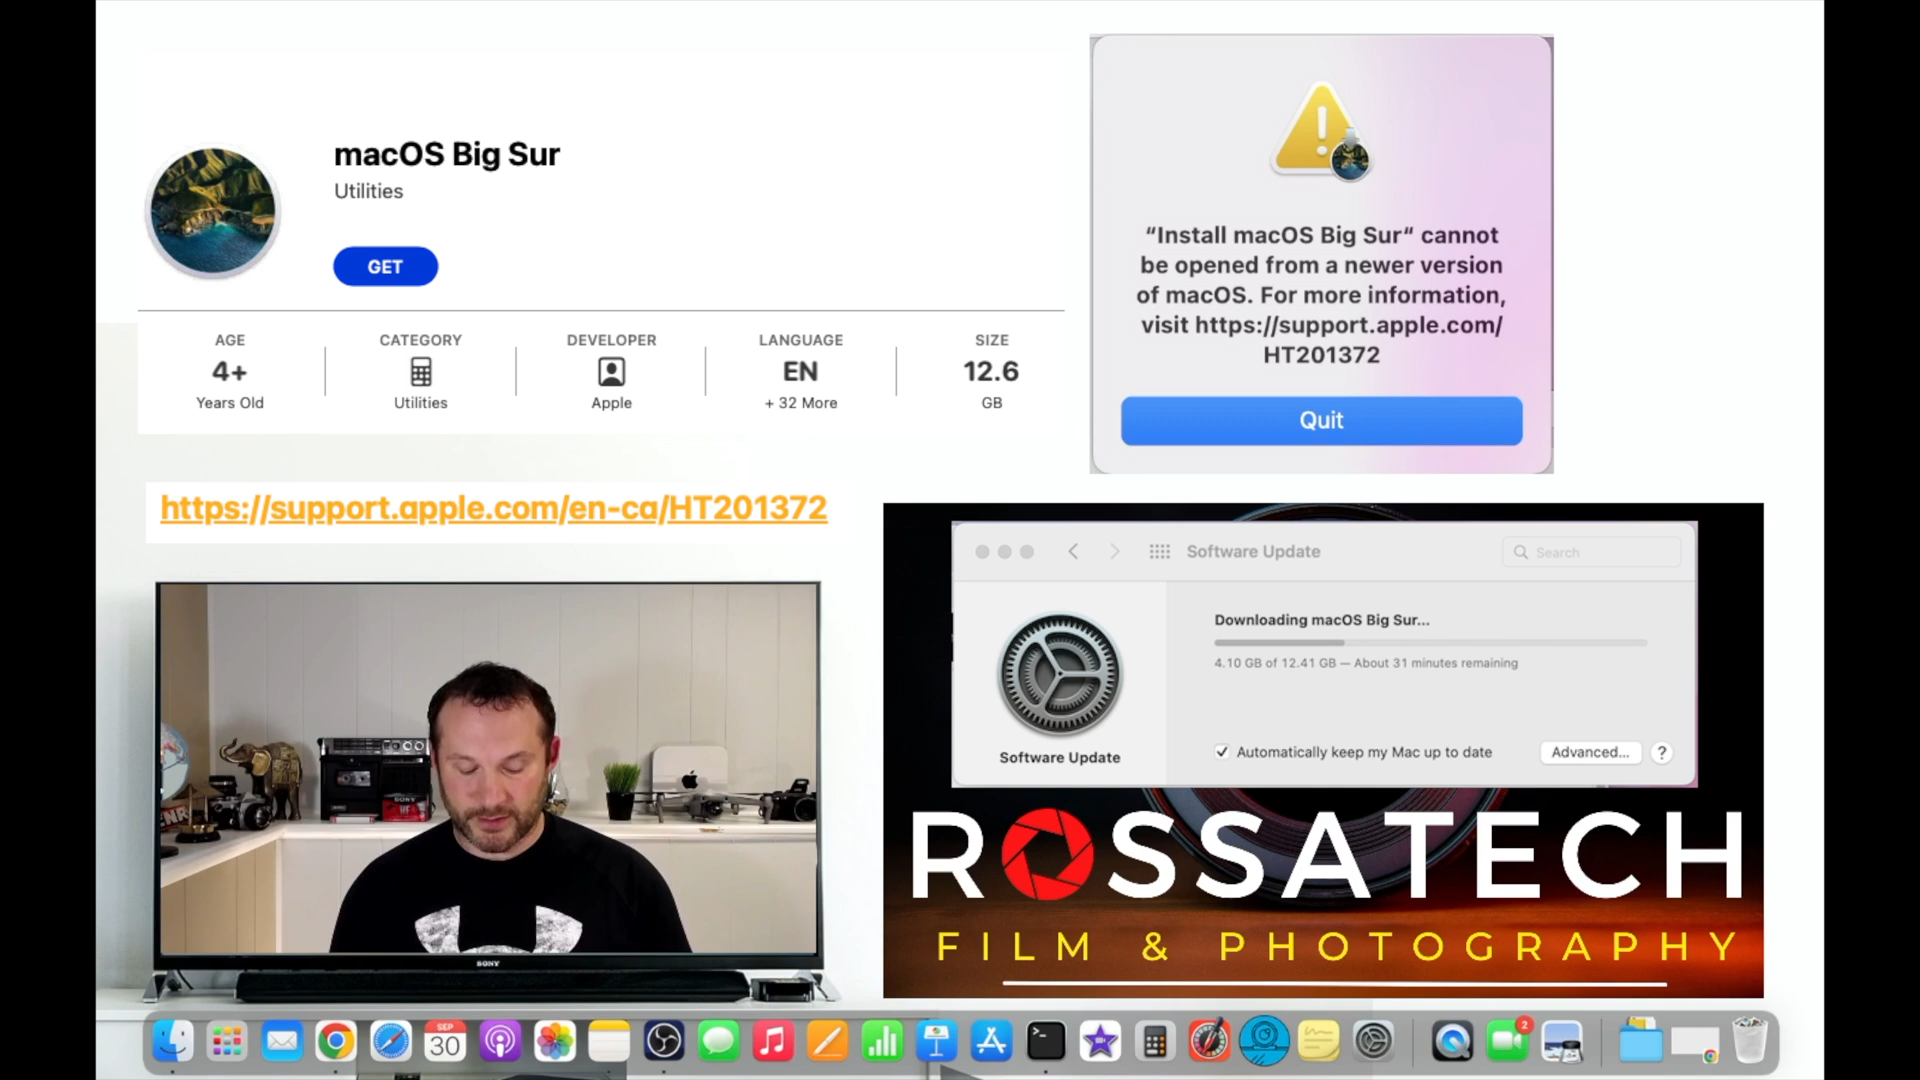 macOS Big Sur
Utilities
GET
AGE
4+
Years Old
CATEGORY
Utilities
DEVELOPER
Apple
LANGUAGE
EN
+ 32 More
SIZE
12.6
GB
“Install macOS Big Sur“ cannot
be opened from a newer version
of macOS. For more information,
visit https://support.apple.com/
HT201372
Quit
https://support.apple.com/en-ca/HT201372
Software Update
Search
Downloading macOS Big Sur...
4.10 GB of 12.41 GB — About 31 minutes remaining
Software Update
Automatically keep my Mac up to date
Advanced...
?
ROSSATECH
FILM & PHOTOGRAPHY
SONY
HF
SONY
SEP
30
2